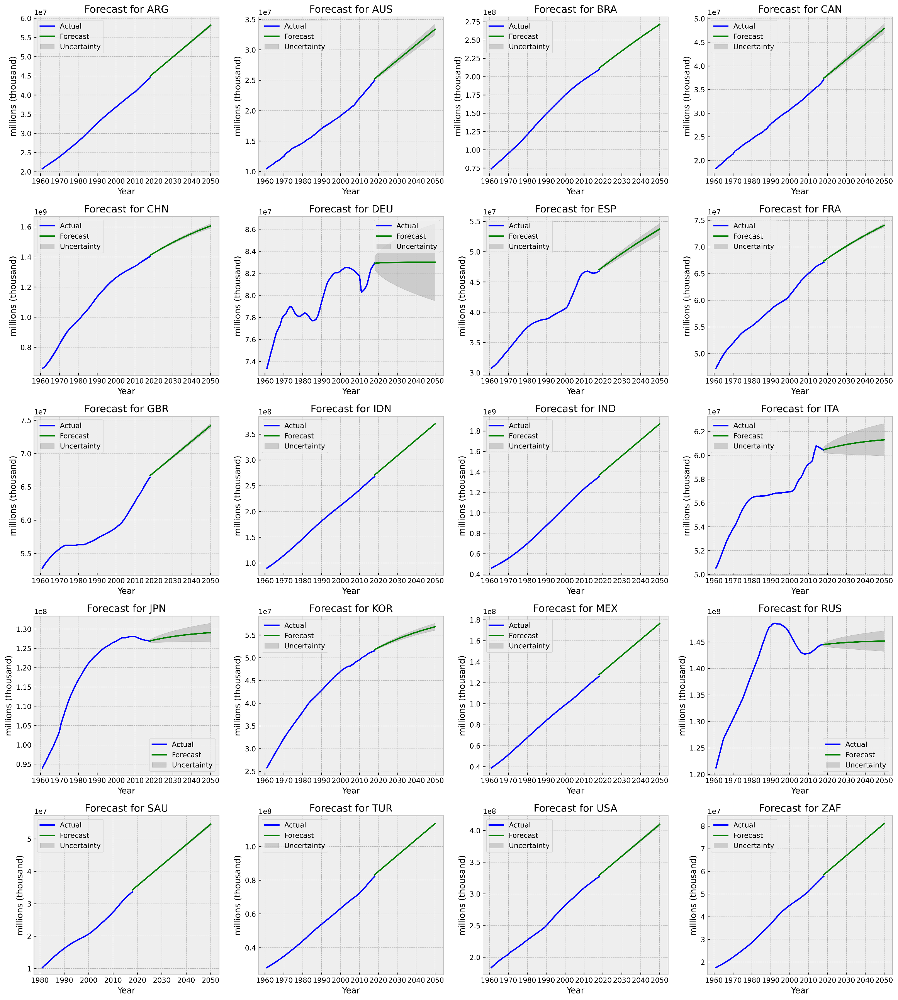 Forecast for ARG
1e7
Actual
Forecast
Uncertainty
millions (thousand)
6.0
5.5
5.0
4.5
4.0
3.5
3.0
2.5
2.0
1960 1970 1980 1990 2000 2010 2020 2030 2040 2050
Year
Forecast for AUS
1e7
Actual
Forecast
Uncertainty
millions (thousand)
3.5
3.0
2.5
2.0
1.5
1.0
1960 1970 1980 1990 2000 2010 2020 2030 2040 2050
Year
Forecast for BRA
1e8
Actual
Forecast
Uncertainty
millions (thousand)
2.75
2.50
2.25
2.00
1.75
1.50
1.25
1.00
0.75
1960 1970 1980 1990 2000 2010 2020 2030 2040 2050
Year
Forecast for CAN
1e7
Actual
Forecast
Uncertainty
millions (thousand)
5.0
4.5
4.0
3.5
3.0
2.5
2.0
1960 1970 1980 1990 2000 2010 2020 2030 2040 2050
Year
Forecast for CHN
1e9
Actual
Forecast
Uncertainty
millions (thousand)
1.6
1.4
1.2
1.0
0.8
1960 1970 1980 1990 2000 2010 2020 2030 2040 2050
Year
Forecast for DEU
1e7
Actual
Forecast
Uncertainty
millions (thousand)
8.6
8.4
8.2
8.0
7.8
7.6
7.4
1960 1970 1980 1990 2000 2010 2020 2030 2040 2050
Year
Forecast for ESP
1e7
Actual
Forecast
Uncertainty
millions (thousand)
5.5
5.0
4.5
4.0
3.5
3.0
1960 1970 1980 1990 2000 2010 2020 2030 2040 2050
Year
Forecast for FRA
1e7
Actual
Forecast
Uncertainty
millions (thousand)
7.5
7.0
6.5
6.0
5.5
5.0
1960 1970 1980 1990 2000 2010 2020 2030 2040 2050
Year
Forecast for GBR
1e7
Actual
Forecast
Uncertainty
millions (thousand)
7.5
7.0
6.5
6.0
5.5
1960 1970 1980 1990 2000 2010 2020 2030 2040 2050
Year
Forecast for IDN
1e8
Actual
Forecast
Uncertainty
millions (thousand)
3.5
3.0
2.5
2.0
1.5
1.0
1960 1970 1980 1990 2000 2010 2020 2030 2040 2050
Year
Forecast for IND
1e9
Actual
Forecast
Uncertainty
millions (thousand)
1.8
1.6
1.4
1.2
1.0
0.8
0.6
0.4
1960 1970 1980 1990 2000 2010 2020 2030 2040 2050
Year
Forecast for ITA
1e7
Actual
Forecast
Uncertainty
millions (thousand)
6.2
6.0
5.8
5.6
5.4
5.2
5.0
1960 1970 1980 1990 2000 2010 2020 2030 2040 2050
Year
Forecast for JPN
1e8
Actual
Forecast
Uncertainty
millions (thousand)
1.30
1.25
1.20
1.15
1.10
1.05
1.00
0.95
1960 1970 1980 1990 2000 2010 2020 2030 2040 2050
Year
Forecast for KOR
1e7
Actual
Forecast
Uncertainty
millions (thousand)
5.5
5.0
4.5
4.0
3.5
3.0
2.5
1960 1970 1980 1990 2000 2010 2020 2030 2040 2050
Year
Forecast for MEX
1e8
Actual
Forecast
Uncertainty
millions (thousand)
1.8
1.6
1.4
1.2
1.0
0.8
0.6
0.4
1960 1970 1980 1990 2000 2010 2020 2030 2040 2050
Year
Forecast for RUS
1e8
Actual
Forecast
Uncertainty
millions (thousand)
1.45
1.40
1.35
1.30
1.25
1.20
1960 1970 1980 1990 2000 2010 2020 2030 2040 2050
Year
Forecast for SAU
1e7
Actual
Forecast
Uncertainty
millions (thousand)
5
4
3
2
1
1980 1990 2000 2010 2020 2030 2040 2050
Year
Forecast for TUR
1e8
Actual
Forecast
Uncertainty
millions (thousand)
1.0
0.8
0.6
0.4
1960 1970 1980 1990 2000 2010 2020 2030 2040 2050
Year
Forecast for USA
1e8
Actual
Forecast
Uncertainty
millions (thousand)
4.0
3.5
3.0
2.5
2.0
1960 1970 1980 1990 2000 2010 2020 2030 2040 2050
Year
Forecast for ZAF
1e7
Actual
Forecast
Uncertainty
millions (thousand)
8
7
6
5
4
3
2
1960 1970 1980 1990 2000 2010 2020 2030 2040 2050
Year